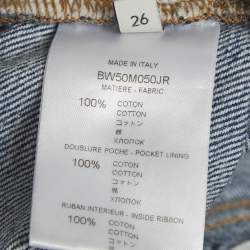 26
MADE IN ITALY
BW50M050JR
MATIERE - FABRIC
100% COTON
COTTON
コットン
棉
хлопок
DOUBLURE POCHE - POCKET LINING
100% COTON
COTTON
コットン
棉
хлопок
RUBAN INTERIEUR - INSIDE RIBBON
100% COTON
COTTON
コットン